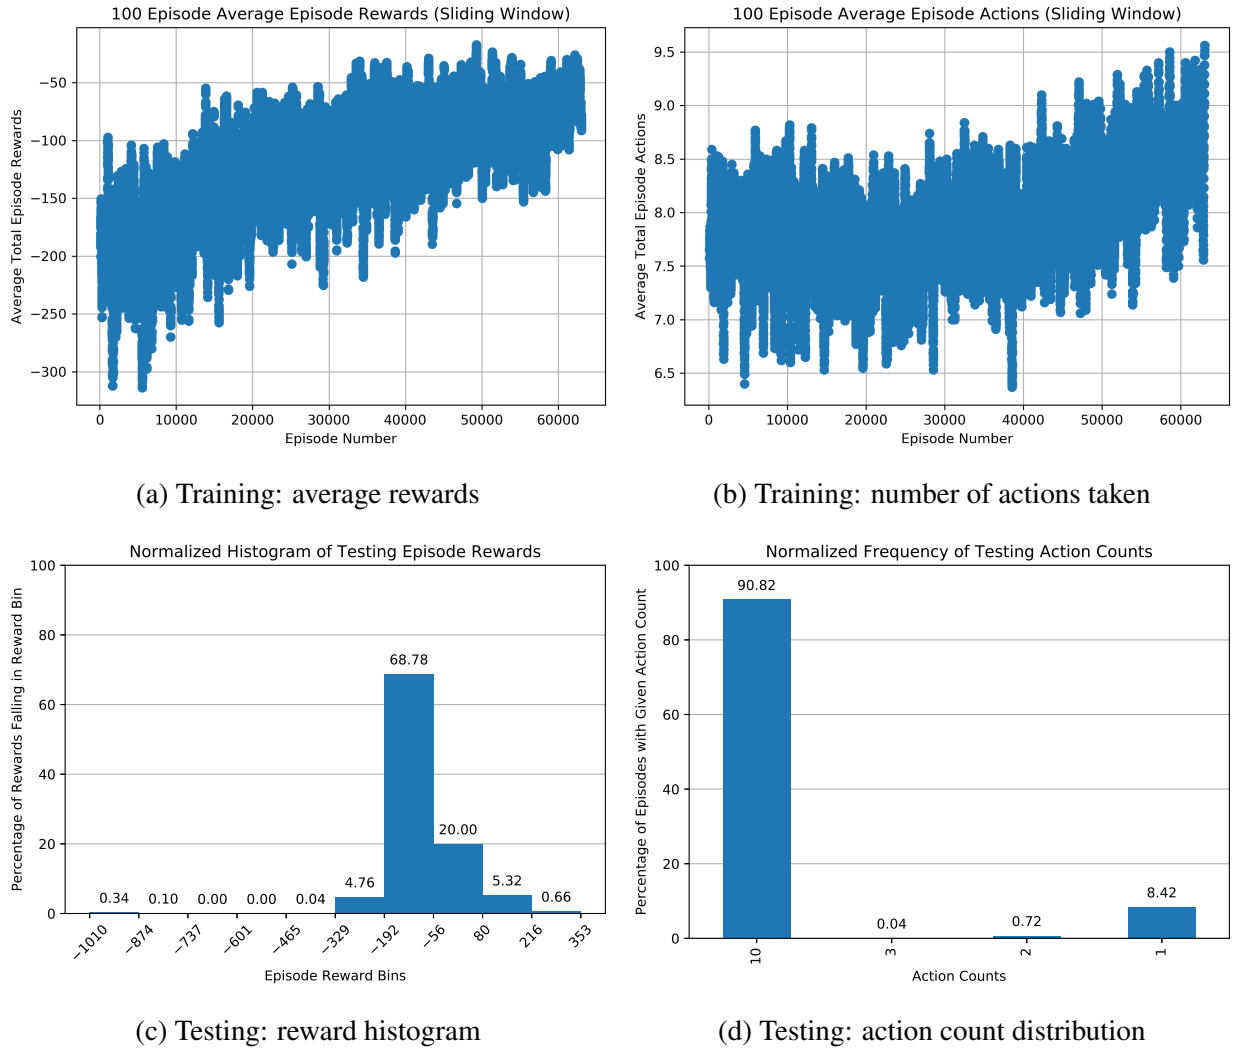 100 Episode Average Episode Rewards (Sliding Window)
Average Total Episode Rewards
−50
−100
−150
−200
−250
−300
0 10000 20000 30000 40000 50000 60000
Episode Number
(a) Training: average rewards
100 Episode Average Episode Actions (Sliding Window)
Average Total Episode Actions
9.5
9.0
8.5
8.0
7.5
7.0
6.5
0 10000 20000 30000 40000 50000 60000
Episode Number
(b) Training: number of actions taken
Normalized Histogram of Testing Episode Rewards
Percentage of Rewards Falling in Reward Bin
100
80
60
40
20
0
0.34 0.10 0.00 0.00 0.04 4.76 68.78 20.00 5.32 0.66
−1010 −874 −737 −601 −465 −329 −192 −56 80 216 353
Episode Reward Bins
(c) Testing: reward histogram
Normalized Frequency of Testing Action Counts
Percentage of Episodes with Given Action Count
100
80
60
40
20
0
90.82 0.04 0.72 8.42
10 3 2 1
Action Counts
(d) Testing: action count distribution